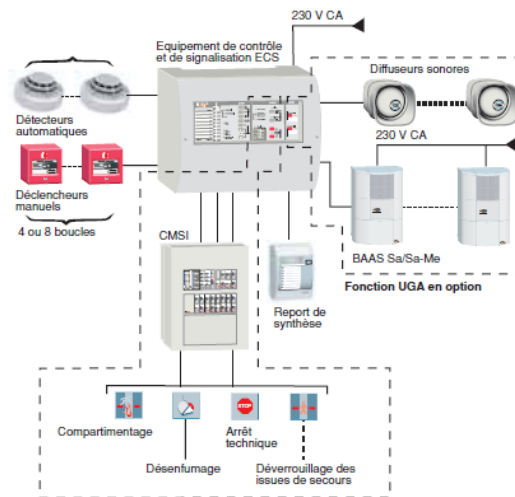 230 V CA
Equipement de contrôle
et de signalisation ECS
Diffuseurs sonores
Détecteurs
automatiques
230 V CA
Déclencheurs
manuels
4 ou 8 boucles
CMSI
BAAS Sa/Sa-Me
Fonction UGA en option
Report de
synthèse
STOP
Compartimentage
Arrêt
technique
Désenfumage
Déverrouillage des
issues de secours